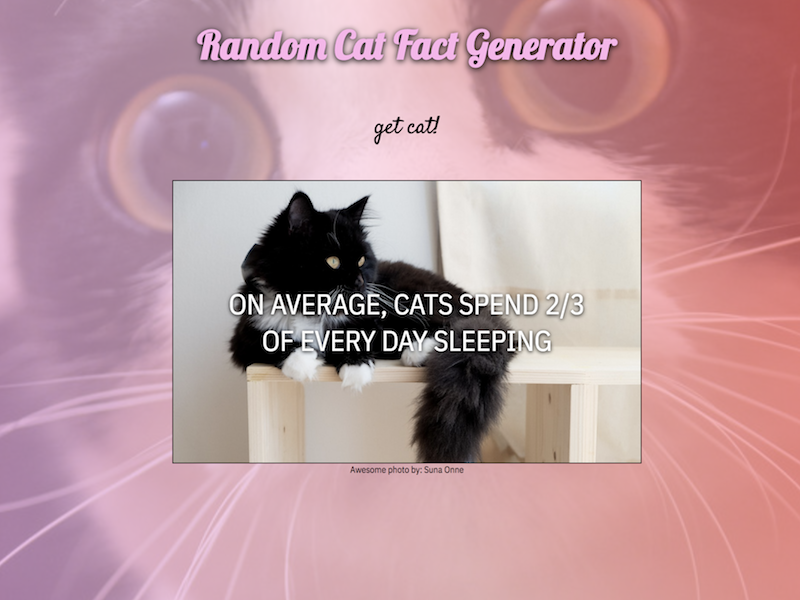 Random Cat Fact Generator
get cat!
ON AVERAGE, CATS SPEND 2/3
OF EVERY DAY SLEEPING
Awesome photo by: Suna Onne